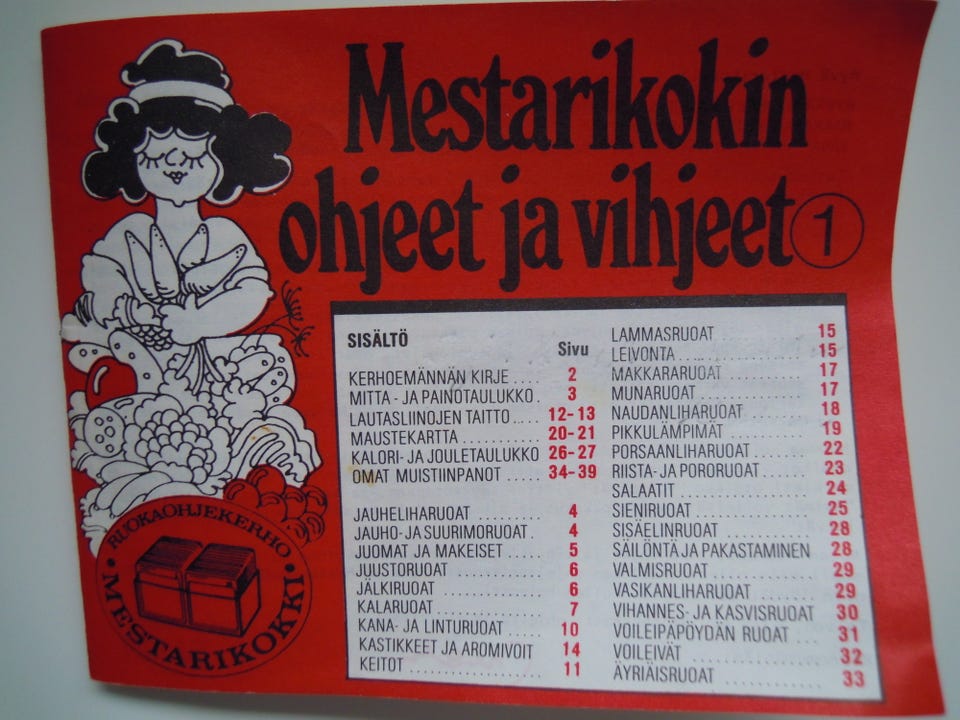 Mestarikokin
ohjeet ja vihjeet 1
SISÄLTÖ
Sivu
KERHOEMÄNNÄN KIRJE .... 2
MITTA- JA PAINOTAULUKKO . 3
LAUTASLIINOJEN TAITTO .... 12-13
MAUSTEKARTTA .......... 20-21
KALORI- JA JOULETAULUKKO 26-27
OMAT MUISTIINPANOT ..... 34-39
JAUHELIHARUOAT ....... 4
JAUHO- JA SUURIMORUOAT . 4
JUOMAT JA MAKEISET ..... 5
JUUSTORUOAT .......... 6
JÄLKIRUOAT ........... 6
KALARUOAT ........... 7
KANA- JA LINTURUOAT .... 10
KASTIKKEET JA AROMIVOIT 14
KEITOT .............. 11
LAMMASRUOAT ......... 15
LEIVONTA ............. 15
MAKKARARUOAT ......... 17
MUNARUOAT ........... 17
NAUDANLIHARUOAT ...... 18
PIKKULÄMPIMÄT ........ 19
PORSAANLIHARUOAT ..... 22
RIISTA- JA PORORUOAT .... 23
SALAATIT ............. 24
SIENIRUOAT ........... 25
SISÄELINRUOAT ........ 28
SÄILÖNTÄ JA PAKASTAMINEN 28
VALMISRUOAT .......... 29
VASIKANLIHARUOAT ...... 29
VIHANNES- JA KASVISRUOAT 30
VOILEIPÄPÖYDÄN RUOAT ... 31
VOILEIVÄT ............ 32
ÄYRIÄISRUOAT .......... 33
RUOKAOHJEKERHO
• MESTARIKOKKI •